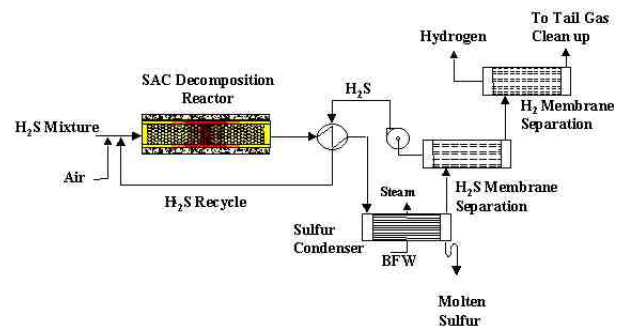 To Tail Gas
Clean up
Hydrogen
SAC Decomposition
Reactor
H₂S
H₂ Membrane
Separation
H₂S Mixture
Air
H₂S Recycle
H₂S Membrane
Separation
Steam
Sulfur
Condenser
BFW
Molten
Sulfur